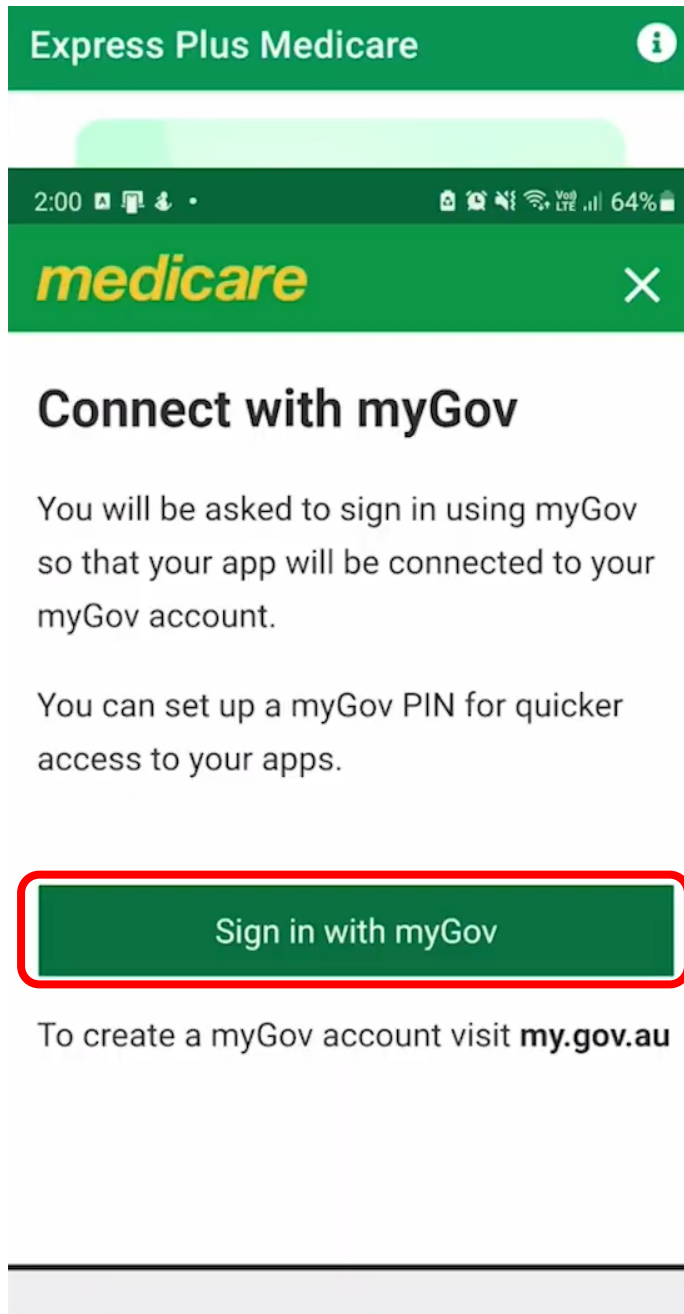 Express Plus Medicare
2:00
64%
medicare
Connect with myGov
You will be asked to sign in using myGov
so that your app will be connected to your
myGov account.
You can set up a myGov PIN for quicker
access to your apps.
Sign in with myGov
To create a myGov account visit my.gov.au